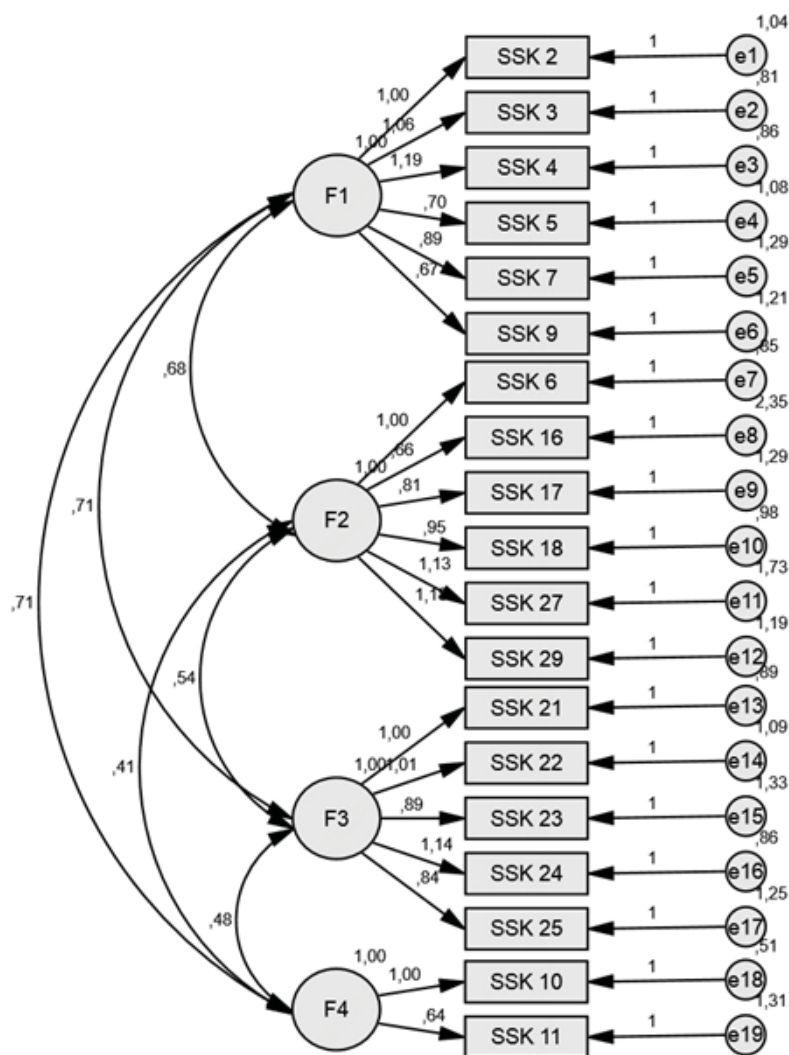 1,04
SSK 2
1
e1
,81
1,00
SSK 3
1
e2
1,06
,86
1,00
SSK 4
1
e3
1,19
1,08
F1
SSK 5
1
e4
,70
1,29
,89
SSK 7
1
e5
,67
1,21
SSK 9
1
e6
,85
,68
SSK 6
1
e7
2,35
1,00
SSK 16
1
e8
,66
1,29
1,00
SSK 17
1
e9
,81
,98
,71
F2
SSK 18
1
e10
,95
1,73
1,13
SSK 27
1
e11
,71
1,19
SSK 29
1
e12
,89
,54
SSK 21
1
e13
1,09
1,00
SSK 22
1
e14
1,00
1,01
1,33
,41
F3
SSK 23
1
e15
,89
,86
1,14
SSK 24
1
e16
,84
1,25
SSK 25
1
e17
,48
,51
1,00
SSK 10
1
e18
1,00
1,31
F4
,64
SSK 11
1
e19